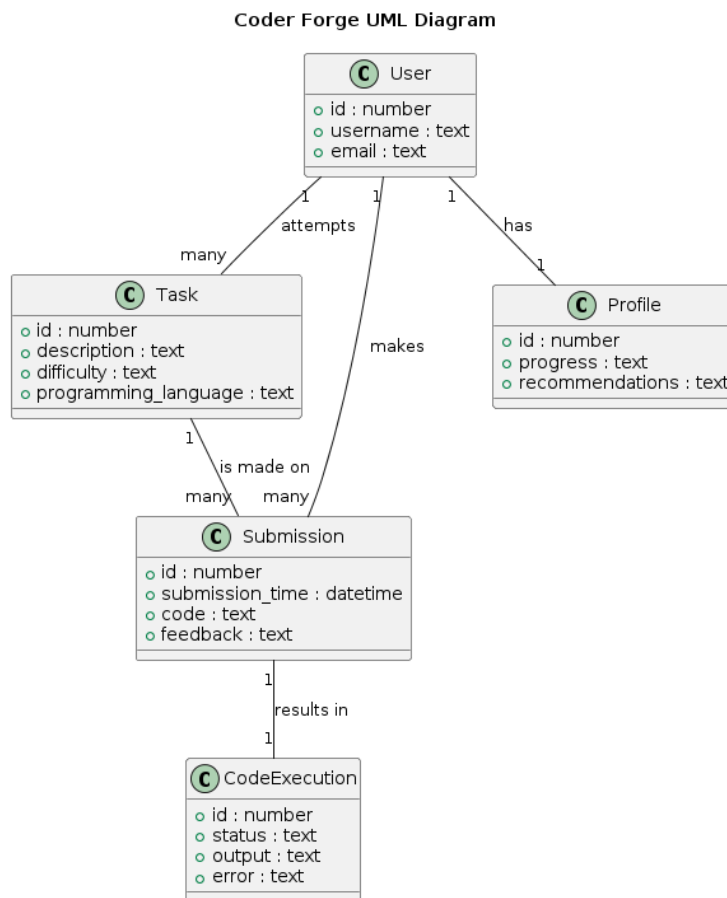 Coder Forge UML Diagram
C User
id : number
username : text
email : text
1 1 1
attempts
has
many
1
C Task
id : number
description : text
difficulty : text
programming_language : text
C Profile
id : number
progress : text
recommendations : text
makes
1
is made on
many many
C Submission
id : number
submission_time : datetime
code : text
feedback : text
1
results in
1
C CodeExecution
id : number
status : text
output : text
error : text